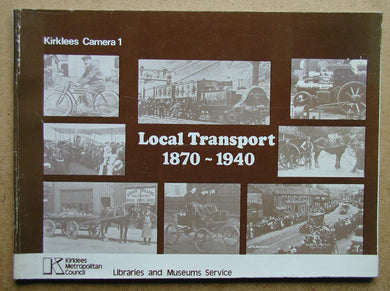 Kirklees Camera 1
Local Transport
1870 ~ 1940
Kirklees
Metropolitan
Council
Libraries and Museums Service